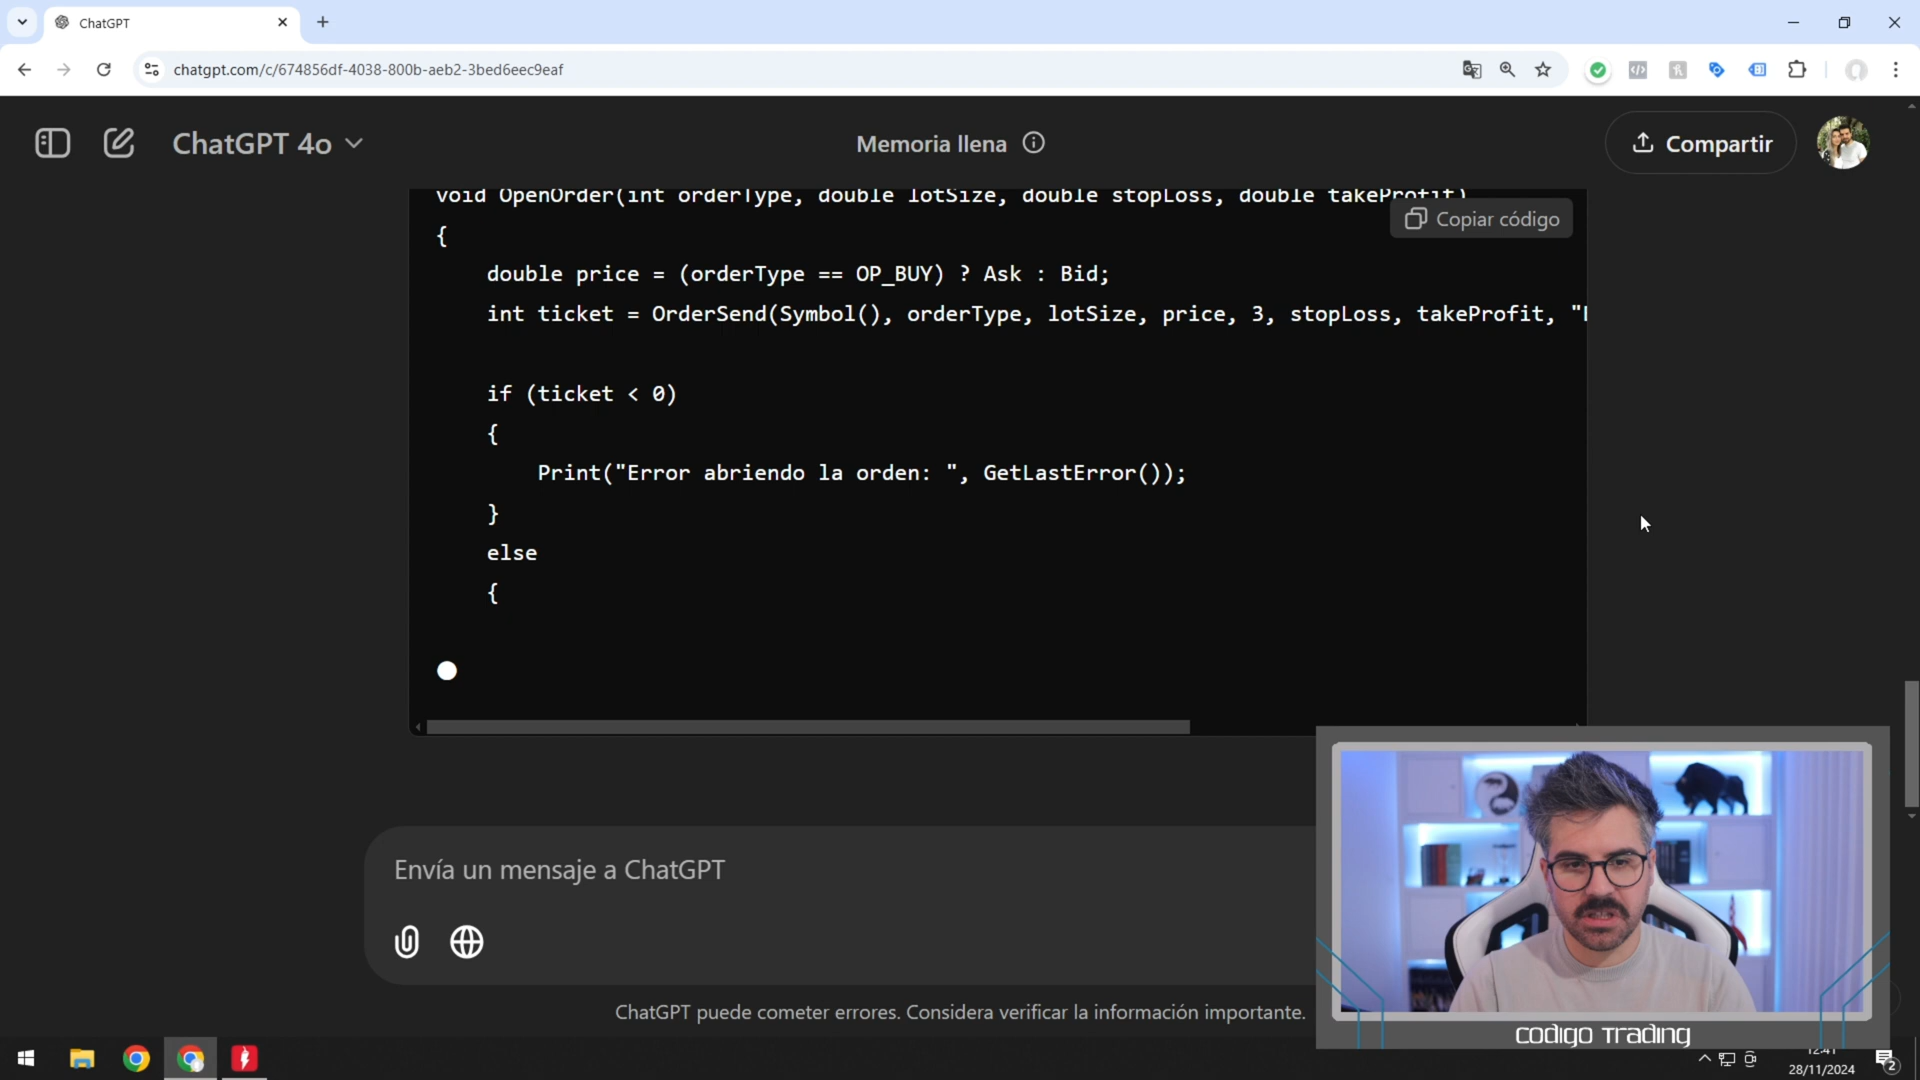 ChatGPT
chatgpt.com/c/674856df-4038-800b-aeb2-3bed6eec9eaf
ChatGPT 4o
Memoria llena
Compartir
void OpenOrder(int orderType, double lotSize, double stopLoss, double takeProfit)
Copiar código
{
double price = (orderType == OP_BUY) ? Ask : Bid;
int ticket = OrderSend(Symbol(), orderType, lotSize, price, 3, stopLoss, takeProfit, "
if (ticket < 0)
{
Print("Error abriendo la orden: ", GetLastError());
}
else
{
Envía un mensaje a ChatGPT
ChatGPT puede cometer errores. Considera verificar la información importante.
CODIGO TRADING
12:41
28/11/2024
2